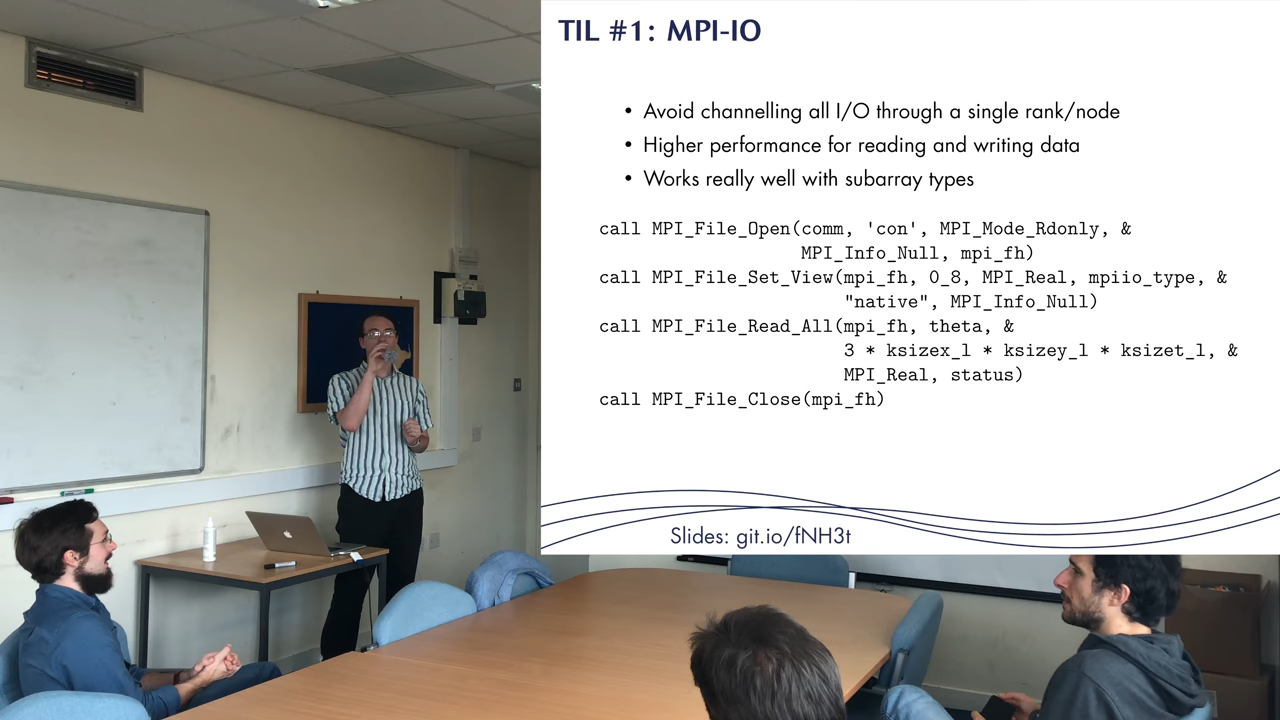 TIL #1: MPI-IO
• Avoid channelling all I/O through a single rank/node
• Higher performance for reading and writing data
• Works really well with subarray types
call MPI_File_Open(comm, 'con', MPI_Mode_Rdonly, &
MPI_Info_Null, mpi_fh)
call MPI_File_Set_View(mpi_fh, 0_8, MPI_Real, mpiio_type, &
"native", MPI_Info_Null)
call MPI_File_Read_All(mpi_fh, theta, &
3 * ksizex_l * ksizey_l * ksizet_l, &
MPI_Real, status)
call MPI_File_Close(mpi_fh)
Slides: git.io/fNH3t